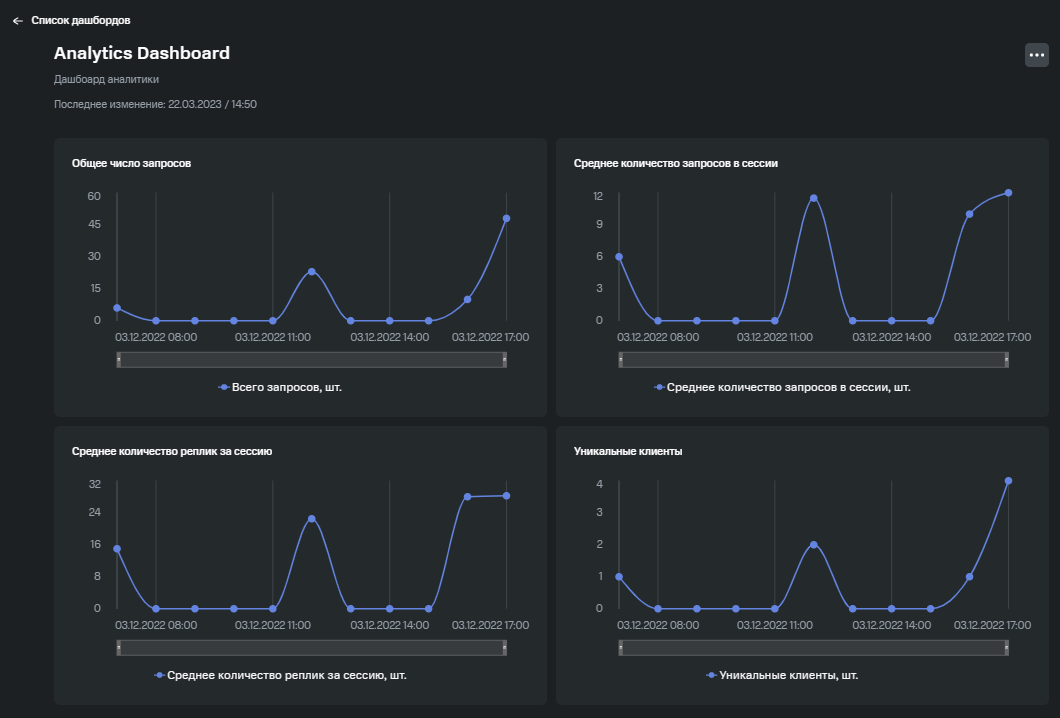 Список дашбордов
Analytics Dashboard
Дашбоард аналитики
Последнее изменение: 22.03.2023 / 14:50
Общее число запросов
60
45
30
15
0
03.12.2022 08:00 03.12.2022 11:00 03.12.2022 14:00 03.12.2022 17:00
Всего запросов, шт.
Среднее количество запросов в сессии
12
9
6
3
0
03.12.2022 08:00 03.12.2022 11:00 03.12.2022 14:00 03.12.2022 17:00
Среднее количество запросов в сессии, шт.
Среднее количество реплик за сессию
32
24
16
8
0
03.12.2022 08:00 03.12.2022 11:00 03.12.2022 14:00 03.12.2022 17:00
Среднее количество реплик за сессию, шт.
Уникальные клиенты
4
3
2
1
0
03.12.2022 08:00 03.12.2022 11:00 03.12.2022 14:00 03.12.2022 17:00
Уникальные клиенты, шт.